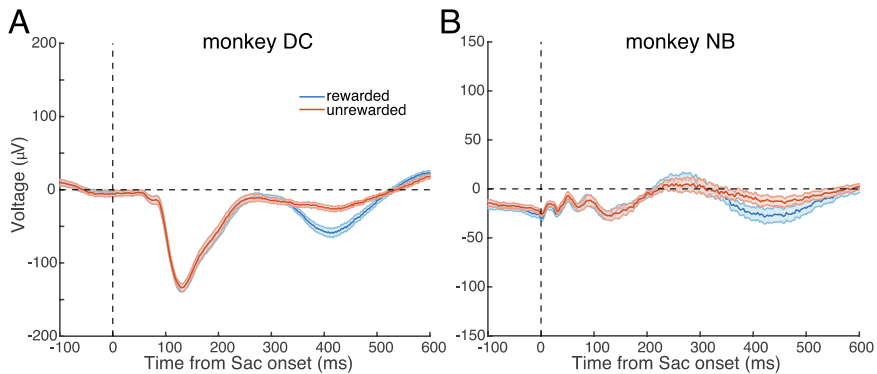 A
monkey DC
200
100
0
-100
-200
Voltage (µV)
rewarded
unrewarded
-100 0 100 200 300 400 500 600
Time from Sac onset (ms)
B
monkey NB
150
100
50
0
-50
-100
-150
-100 0 100 200 300 400 500 600
Time from Sac onset (ms)